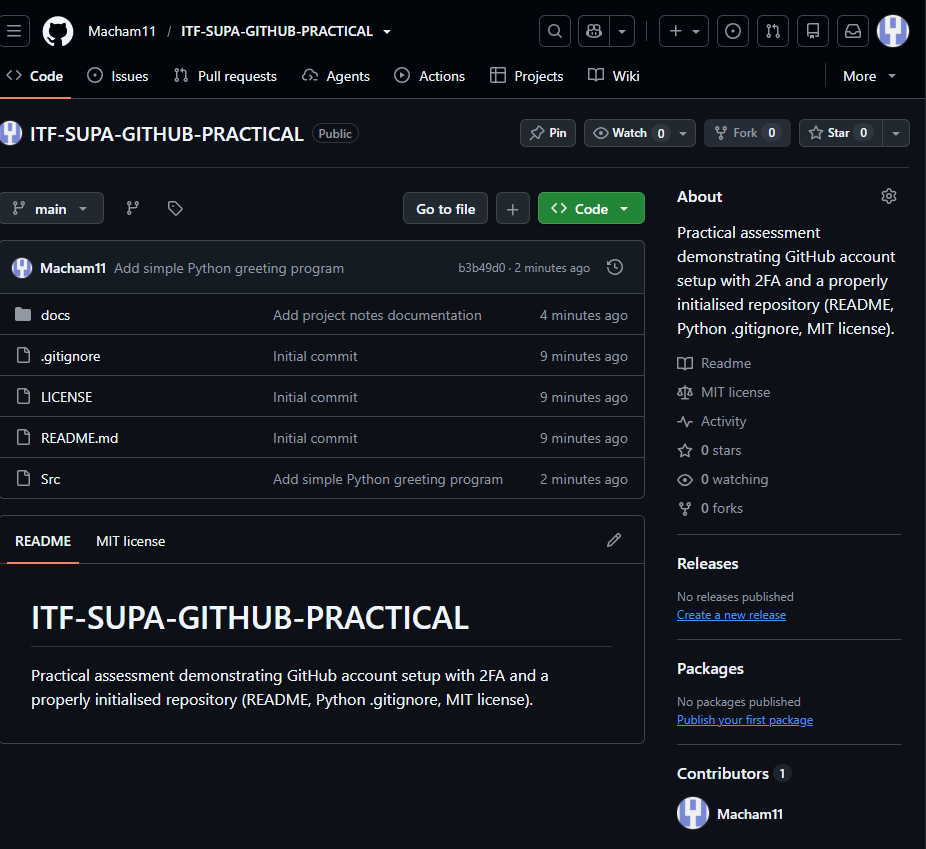 Macham11 / ITF-SUPA-GITHUB-PRACTICAL
Code Issues Pull requests Agents Actions Projects Wiki More
ITF-SUPA-GITHUB-PRACTICAL Public Pin Watch 0 Fork 0 Star 0
main Go to file Code
Macham11 Add simple Python greeting program b3b49d0 · 2 minutes ago
docs Add project notes documentation 4 minutes ago
.gitignore Initial commit 9 minutes ago
LICENSE Initial commit 9 minutes ago
README.md Initial commit 9 minutes ago
Src Add simple Python greeting program 2 minutes ago
README MIT license
ITF-SUPA-GITHUB-PRACTICAL
Practical assessment demonstrating GitHub account setup with 2FA and a
properly initialised repository (README, Python .gitignore, MIT license).
About
Practical assessment
demonstrating GitHub account
setup with 2FA and a properly
initialised repository (README,
Python .gitignore, MIT license).
Readme
MIT license
Activity
0 stars
0 watching
0 forks
Releases
No releases published
Create a new release
Packages
No packages published
Publish your first package
Contributors 1
Macham11